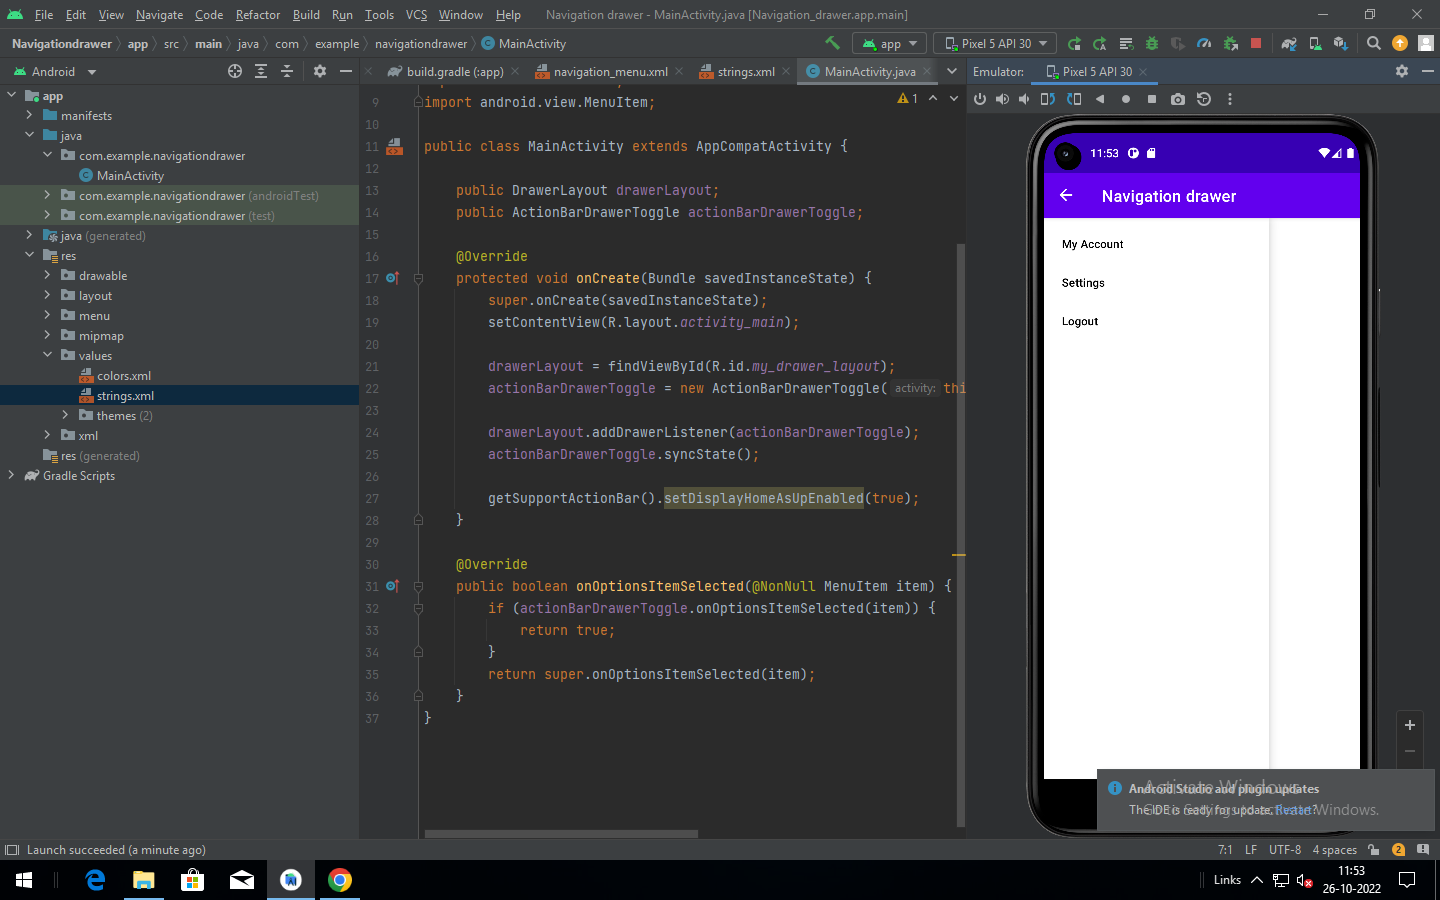 File Edit View Navigate Code Refactor Build Run Tools VCS Window Help Navigation drawer - MainActivity.java [Navigation_drawer.app.main]
Navigationdrawer app src main java com example navigationdrawer MainActivity app Pixel 5 API 30
Android build.gradle (:app) navigation_menu.xml strings.xml MainActivity.java Emulator: Pixel 5 API 30
app
manifests
java
com.example.navigationdrawer
MainActivity
com.example.navigationdrawer (androidTest)
com.example.navigationdrawer (test)
java (generated)
res
drawable
layout
menu
mipmap
values
colors.xml
strings.xml
themes (2)
xml
res (generated)
Gradle Scripts
1
9 import android.view.MenuItem;
10
11 public class MainActivity extends AppCompatActivity {
12
13 public DrawerLayout drawerLayout;
14 public ActionBarDrawerToggle actionBarDrawerToggle;
15
16 @Override
17 protected void onCreate(Bundle savedInstanceState) {
18 super.onCreate(savedInstanceState);
19 setContentView(R.layout.activity_main);
20
21 drawerLayout = findViewById(R.id.my_drawer_layout);
22 actionBarDrawerToggle = new ActionBarDrawerToggle( activity: thi
23
24 drawerLayout.addDrawerListener(actionBarDrawerToggle);
25 actionBarDrawerToggle.syncState();
26
27 getSupportActionBar().setDisplayHomeAsUpEnabled(true);
28 }
29
30 @Override
31 public boolean onOptionsItemSelected(@NonNull MenuItem item) {
32 if (actionBarDrawerToggle.onOptionsItemSelected(item)) {
33 return true;
34 }
35 return super.onOptionsItemSelected(item);
36 }
37 }
11:53
Navigation drawer
My Account
Settings
Logout
Activate Windows
Go to Settings to activate Windows.
Android Studio and plugin updates
The IDE is ready for update. Restart?
Launch succeeded (a minute ago) 7:1 LF UTF-8 4 spaces 2
Links 11:53
26-10-2022